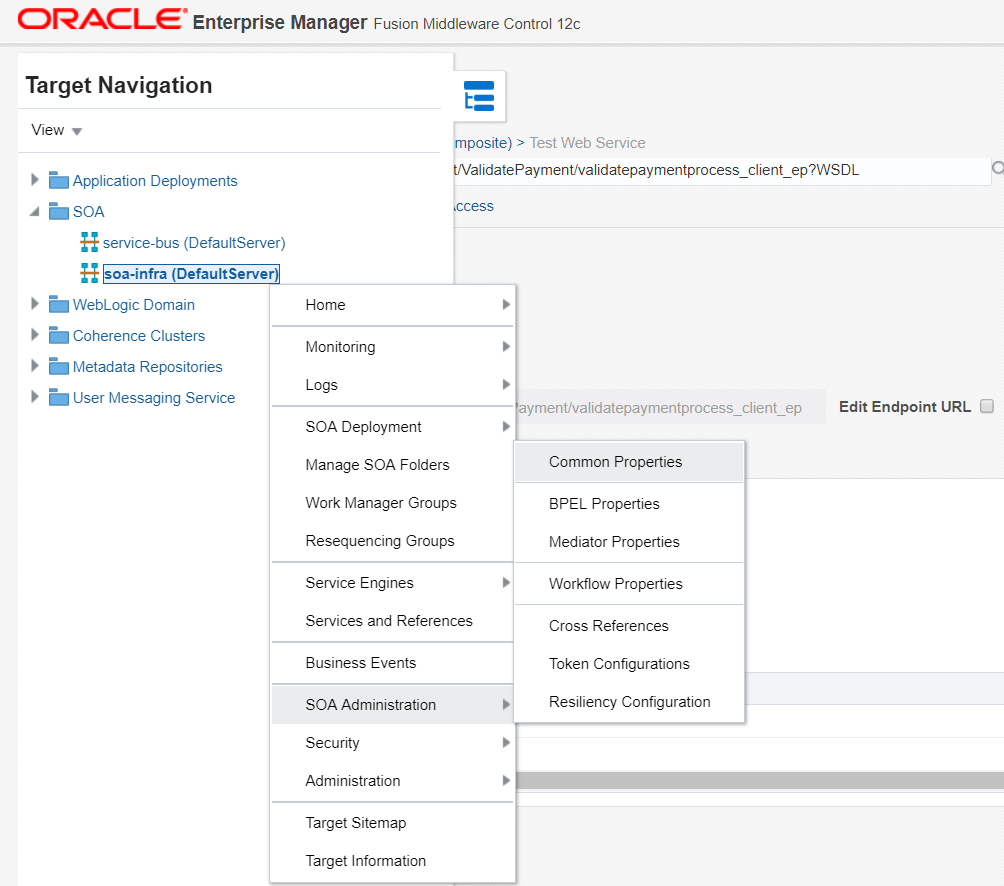 ORACLE® Enterprise Manager Fusion Middleware Control 12c
Target Navigation
View
mposite) > Test Web Service
t/ValidatePayment/validatepaymentprocess_client_ep?WSDL
Access
Application Deployments
SOA
service-bus (DefaultServer)
soa-infra (DefaultServer)
WebLogic Domain
Coherence Clusters
Metadata Repositories
User Messaging Service
Payment/validatepaymentprocess_client_ep
Edit Endpoint URL
Home
Monitoring
Logs
SOA Deployment
Manage SOA Folders
Work Manager Groups
Resequencing Groups
Service Engines
Services and References
Business Events
SOA Administration
Security
Administration
Target Sitemap
Target Information
Common Properties
BPEL Properties
Mediator Properties
Workflow Properties
Cross References
Token Configurations
Resiliency Configuration